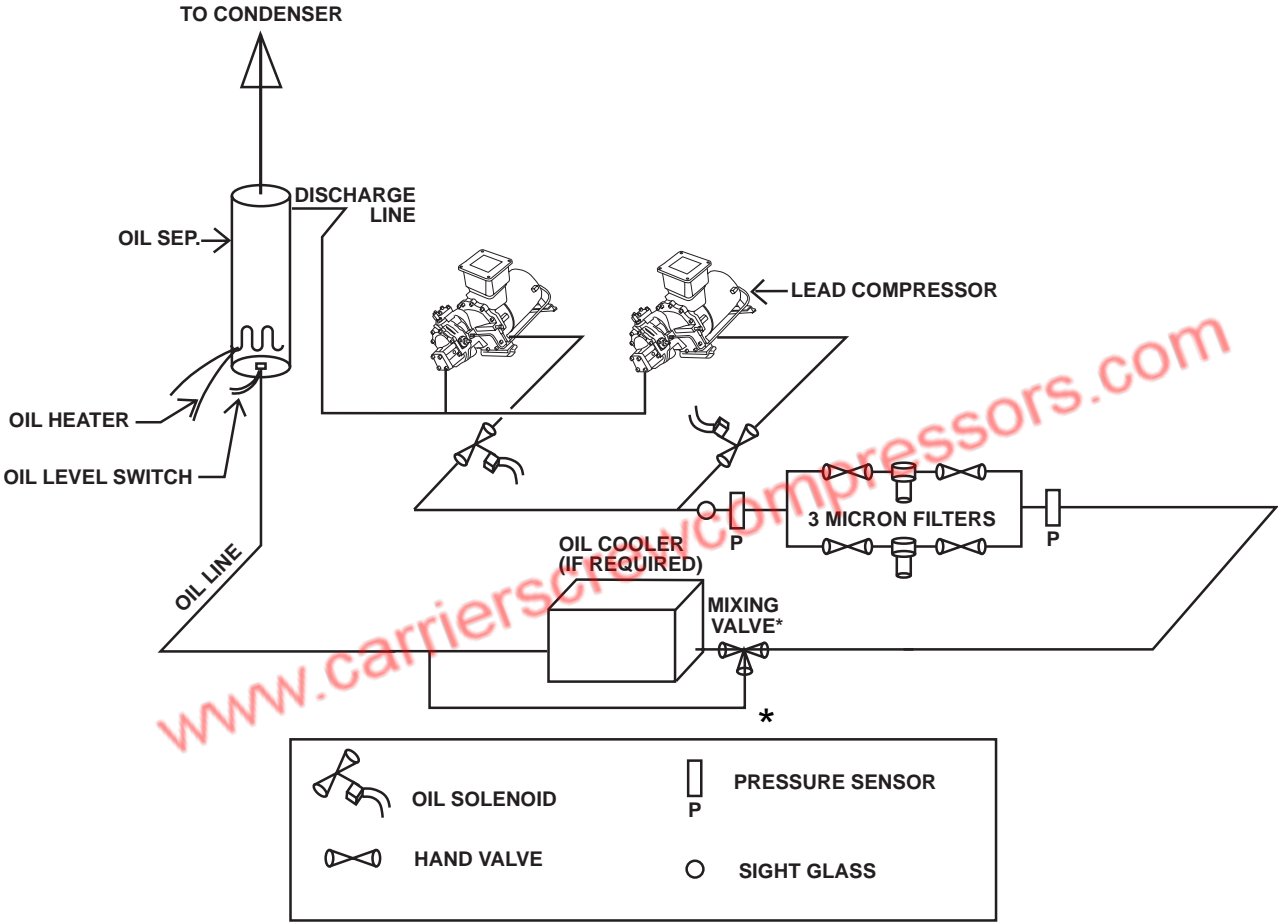 TO CONDENSER
DISCHARGE
LINE
OIL SEP.
LEAD COMPRESSOR
OIL HEATER
OIL LEVEL SWITCH
3 MICRON FILTERS
P
P
OIL COOLER
(IF REQUIRED)
OIL LINE
MIXING
VALVE*
*
www.carrierscrewcompressors.com
OIL SOLENOID
PRESSURE SENSOR
P
HAND VALVE
SIGHT GLASS